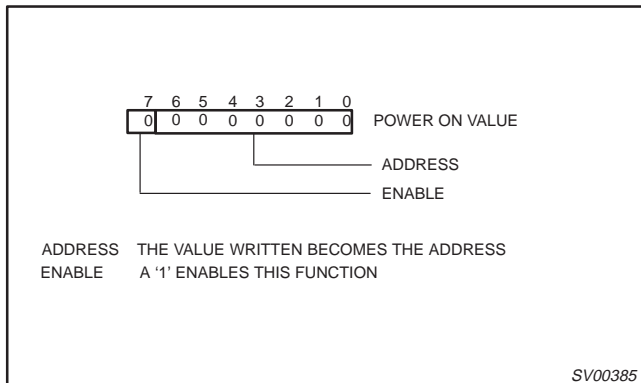 7 6 5 4 3 2 1 0
0 0 0 0 0 0 0 0 POWER ON VALUE
ADDRESS
ENABLE
ADDRESS THE VALUE WRITTEN BECOMES THE ADDRESS
ENABLE A ‘1’ ENABLES THIS FUNCTION
SV00385